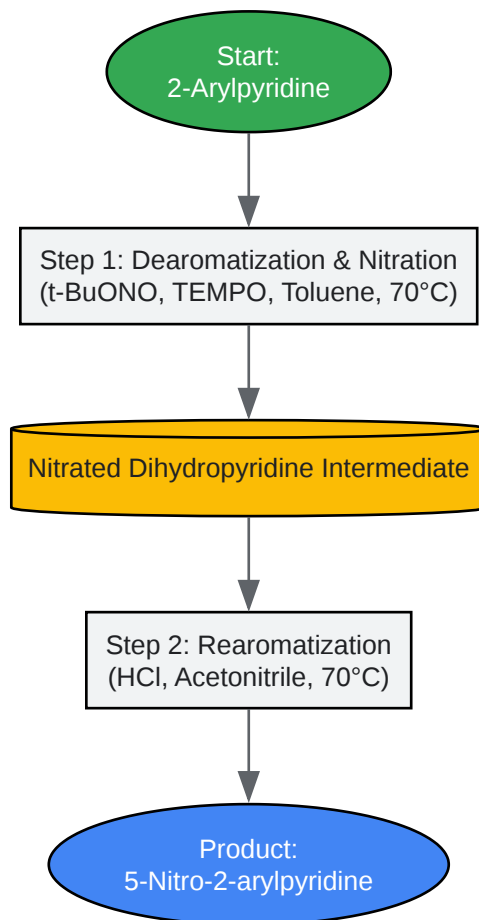 Start:
2-Arylpyridine
Step 1: Dearomatization & Nitration
(t-BuONO, TEMPO, Toluene, 70°C)
Nitrated Dihydropyridine Intermediate
Step 2: Rearomatization
(HCl, Acetonitrile, 70°C)
Product:
5-Nitro-2-arylpyridine